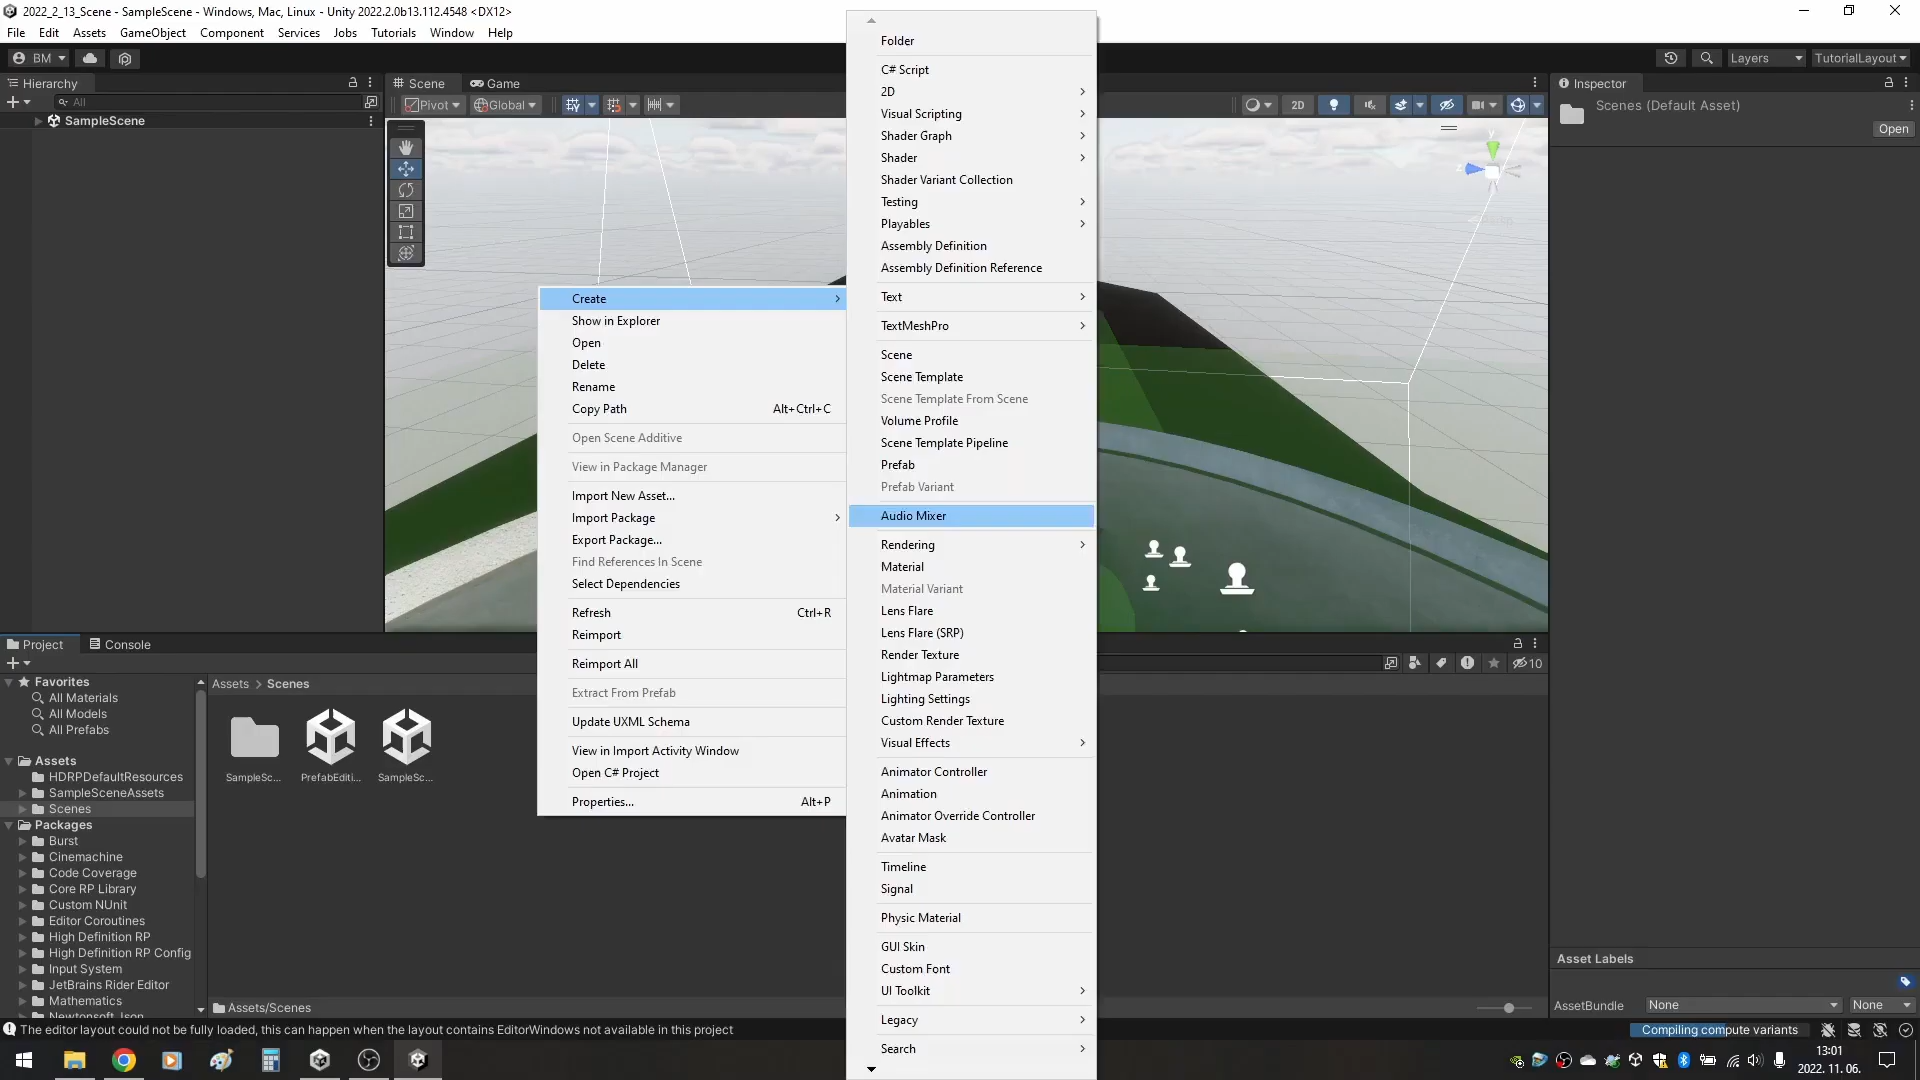 2022_2_13_Scene - SampleScene - Windows, Mac, Linux - Unity 2022.2.0b13.112.4548 <DX12>
File Edit Assets GameObject Component Services Jobs Tutorials Window Help
BM
Layers
TutorialLayout
Hierarchy
All
SampleScene
Scene
Game
Pivot
Global
2D
y
Inspector
Scenes (Default Asset)
Open
Create
Show in Explorer
Open
Delete
Rename
Copy Path Alt+Ctrl+C
Open Scene Additive
View in Package Manager
Import New Asset...
Import Package
Export Package...
Find References In Scene
Select Dependencies
Refresh Ctrl+R
Reimport
Reimport All
Extract From Prefab
Update UXML Schema
View in Import Activity Window
Open C# Project
Properties... Alt+P
Folder
C# Script
2D
Visual Scripting
Shader Graph
Shader
Shader Variant Collection
Testing
Playables
Assembly Definition
Assembly Definition Reference
Text
TextMeshPro
Scene
Scene Template
Scene Template From Scene
Volume Profile
Scene Template Pipeline
Prefab
Prefab Variant
Audio Mixer
Rendering
Material
Material Variant
Lens Flare
Lens Flare (SRP)
Render Texture
Lightmap Parameters
Lighting Settings
Custom Render Texture
Visual Effects
Animator Controller
Animation
Animator Override Controller
Avatar Mask
Timeline
Signal
Physic Material
GUI Skin
Custom Font
UI Toolkit
Legacy
Search
Project
Console
10
Favorites
All Materials
All Models
All Prefabs
Assets
HDRPDefaultResources
SampleSceneAssets
Scenes
Packages
Burst
Cinemachine
Code Coverage
Core RP Library
Custom NUnit
Editor Coroutines
High Definition RP
High Definition RP Config
Input System
JetBrains Rider Editor
Mathematics
Newtonsoft Json
Assets > Scenes
SampleSc...
PrefabEditi...
SampleSc...
Assets/Scenes
Asset Labels
AssetBundle None None
The editor layout could not be fully loaded, this can happen when the layout contains EditorWindows not available in this project
Compiling compute variants
13:01
2022. 11. 06.